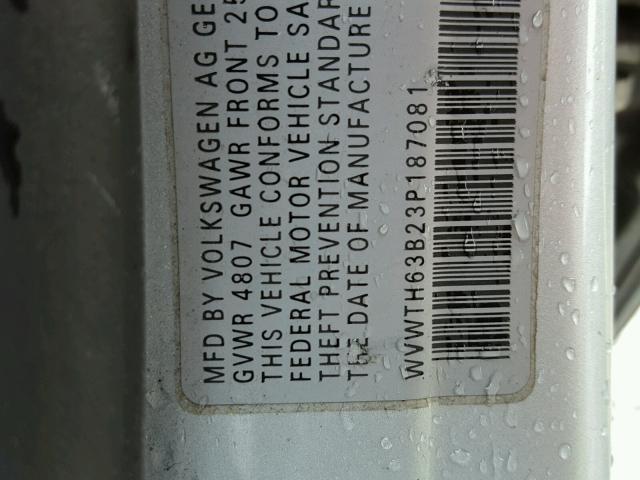 MFD BY VOLKSWAGEN AG GE
GVWR 4807 GAWR FRONT 25
THIS VEHICLE CONFORMS TO
FEDERAL MOTOR VEHICLE SA
THEFT PREVENTION STANDAR
THE DATE OF MANUFACTURE
WVWTH63B23P187081